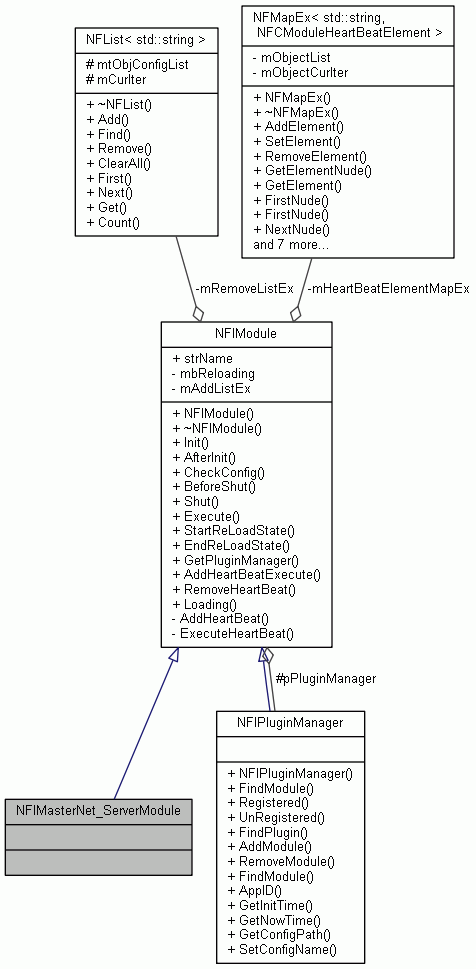 NFList< std::string >
# mtObjConfigList
# mCurIter
+ ~NFList()
+ Add()
+ Find()
+ Remove()
+ ClearAll()
+ First()
+ Next()
+ Get()
+ Count()
NFMapEx< std::string,
NFCModuleHeartBeatElement >
- mObjectList
- mObjectCurIter
+ NFMapEx()
+ ~NFMapEx()
+ AddElement()
+ SetElement()
+ RemoveElement()
+ GetElementNude()
+ GetElement()
+ FirstNude()
+ FirstNude()
+ NextNude()
and 7 more...
-mRemoveListEx
-mHeartBeatElementMapEx
NFIModule
+ strName
- mbReloading
- mAddListEx
+ NFIModule()
+ ~NFIModule()
+ Init()
+ AfterInit()
+ CheckConfig()
+ BeforeShut()
+ Shut()
+ Execute()
+ StartReLoadState()
+ EndReLoadState()
+ GetPluginManager()
+ AddHeartBeatExecute()
+ RemoveHeartBeat()
+ Loading()
- AddHeartBeat()
- ExecuteHeartBeat()
#pPluginManager
NFIMasterNet_ServerModule
NFIPluginManager
+ NFIPluginManager()
+ FindModule()
+ Registered()
+ UnRegistered()
+ FindPlugin()
+ AddModule()
+ RemoveModule()
+ FindModule()
+ AppID()
+ GetInitTime()
+ GetNowTime()
+ GetConfigPath()
+ SetConfigName()